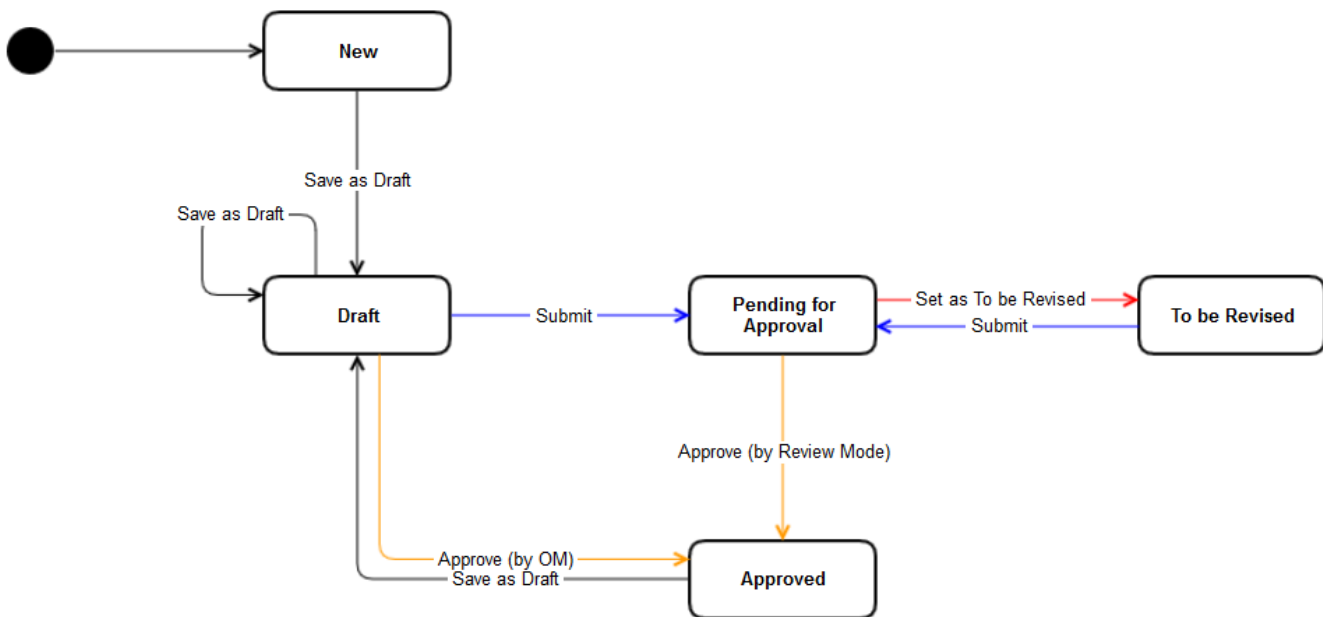 New
Save as Draft
Save as Draft
Draft
Submit
Pending for
Approval
Set as To be Revised
Submit
To be Revised
Approve (by Review Mode)
Approve (by OM)
Save as Draft
Approved